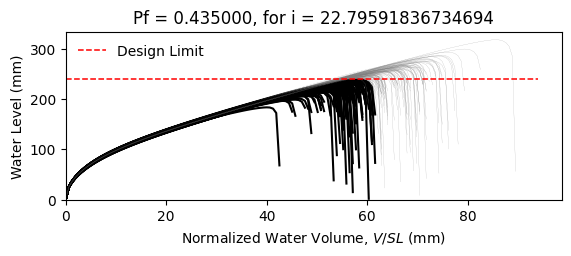 Pf = 0.435000, for i = 22.79591836734694
Design Limit
Water Level (mm)
300
200
100
0
0 20 40 60 80
Normalized Water Volume, V/SL (mm)